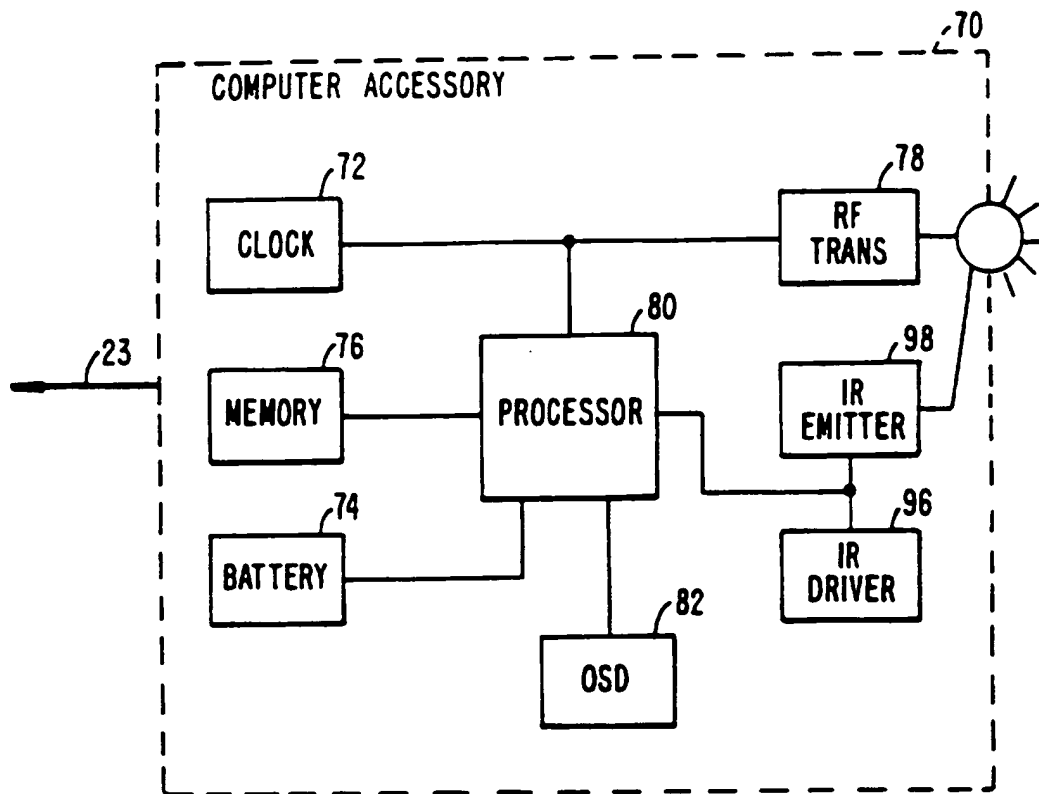 70
COMPUTER ACCESSORY
72
CLOCK
78
RF
TRANS
80
PROCESSOR
23
76
MEMORY
98
IR
EMITTER
74
BATTERY
96
IR
DRIVER
82
OSD